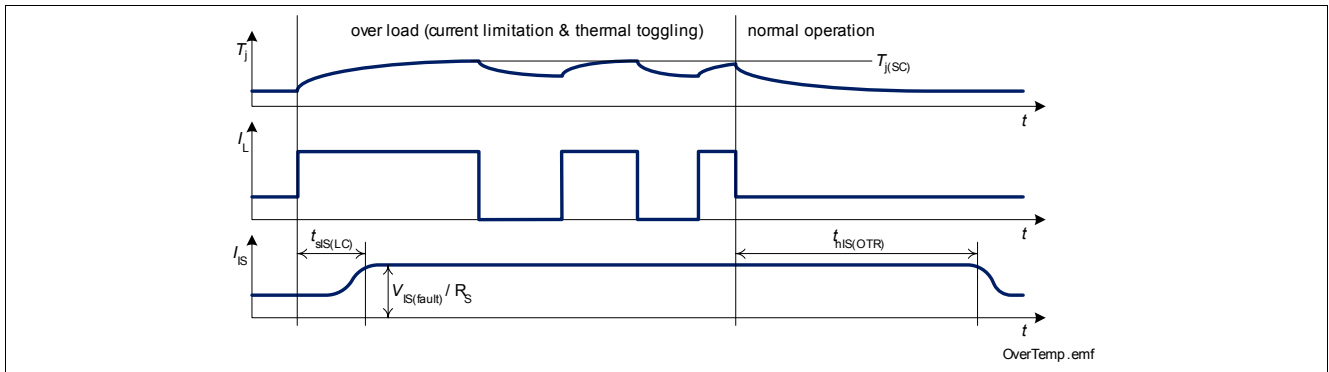 over load (current limitation & thermal toggling) normal operation
Tj
Tj(SC)
t
IL
t
tsIS(LC)
thIS(OTR)
IIS
VIS(fault) / RS
t
OverTemp.emf